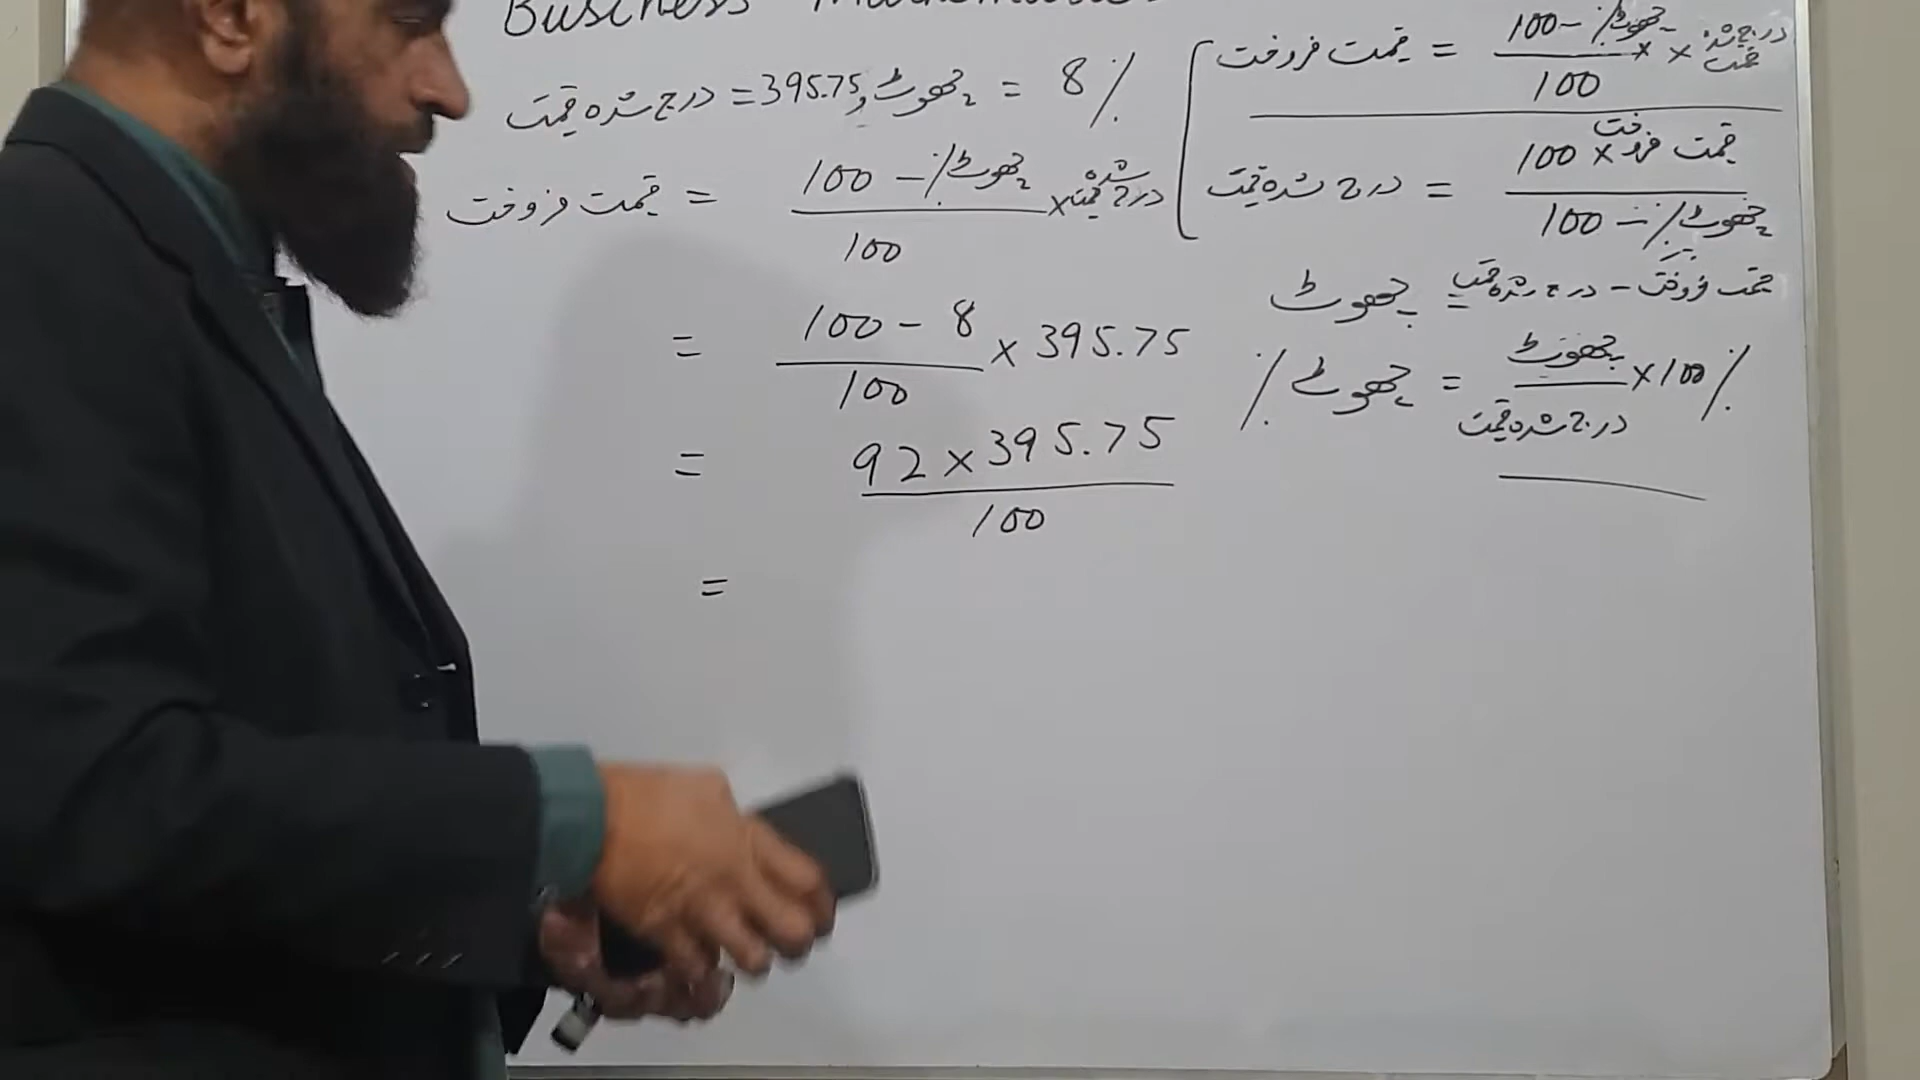 Business Mathematics
درج شدہ قیمت = 395.75 , چھوٹ = 8%
قیمت فروخت = (100 - چھوٹ%) / 100 × درج شدہ قیمت
= (100 - 8) / 100 × 395.75
= (92 × 395.75) / 100
=
قیمت فروخت = (100 - چھوٹ%) / 100 × × درج شدہ قیمت
درج شدہ قیمت = (100 × قیمت فروخت) / (100 - چھوٹ%)
چھوٹ = درج شدہ قیمت - قیمت فروخت
% چھوٹ = چھوٹ / درج شدہ قیمت × 100%